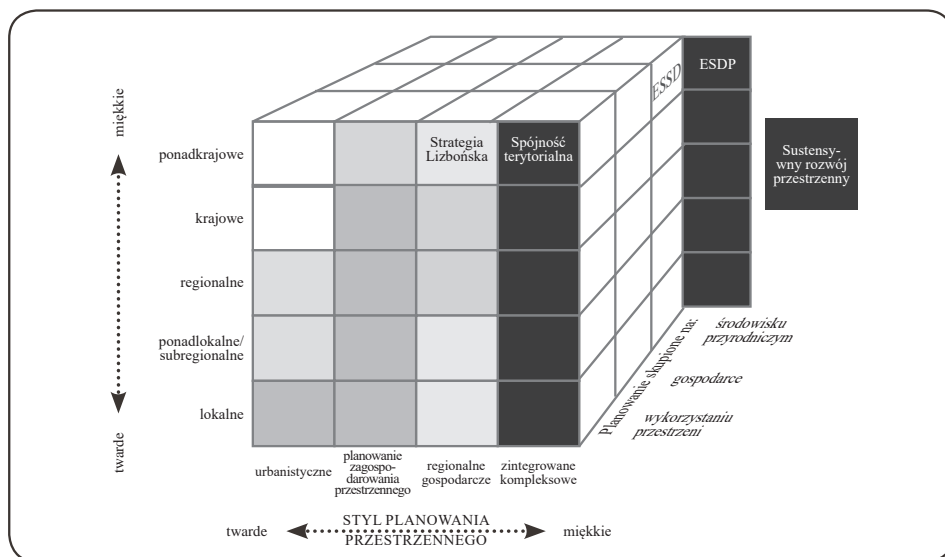 miękkie
twarde
ponadkrajowe
krajowe
regionalne
ponadlokalne/
subregionalne
lokalne
Strategia
Lizbońska
Spójność
terytorialna
ESSD
ESDP
Sustensy-
wny rozwój
przestrzenny
Planowanie skupione na:
środowisku
przyrodniczym
gospodarce
wykorzystaniu
przestrzeni
urbanistyczne
planowanie
zagospo-
darowania
przestrzennego
regionalne
gospodarcze
zintegrowane
kompleksowe
twarde
STYL PLANOWANIA
PRZESTRZENNEGO
miękkie